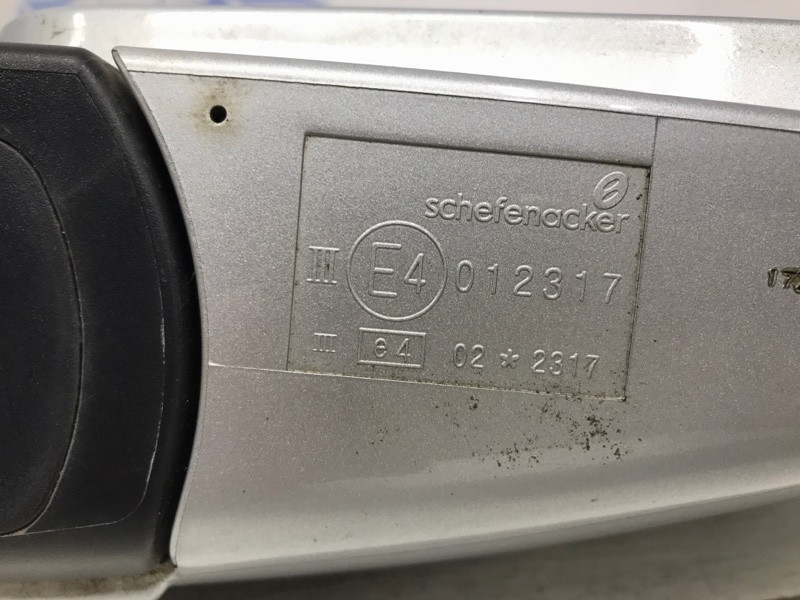 schefenacker
III E4 012317
III e4 02 * 2317